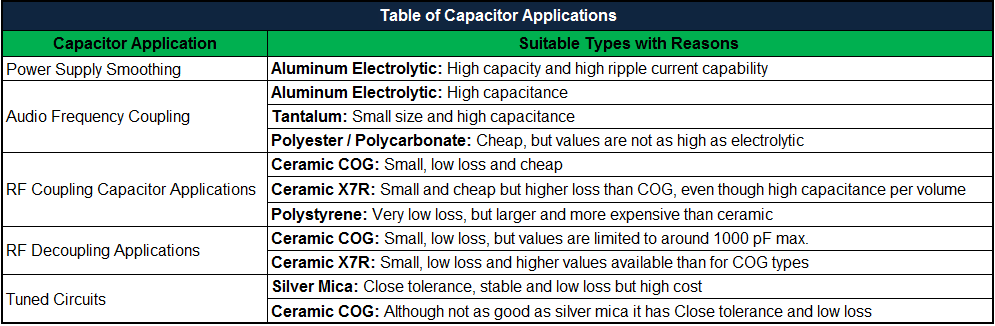 Table of Capacitor Applications
Capacitor Application Suitable Types with Reasons
Power Supply Smoothing Aluminum Electrolytic: High capacity and high ripple current capability
Audio Frequency Coupling
Aluminum Electrolytic: High capacitance
Tantalum: Small size and high capacitance
Polyester / Polycarbonate: Cheap, but values are not as high as electrolytic
RF Coupling Capacitor Applications
Ceramic COG: Small, low loss and cheap
Ceramic X7R: Small and cheap but higher loss than COG, even though high capacitance per volume
Polystyrene: Very low loss, but larger and more expensive than ceramic
RF Decoupling Applications
Ceramic COG: Small, low loss, but values are limited to around 1000 pF max.
Ceramic X7R: Small, low loss and higher values available than for COG types
Tuned Circuits
Silver Mica: Close tolerance, stable and low loss but high cost
Ceramic COG: Although not as good as silver mica it has Close tolerance and low loss